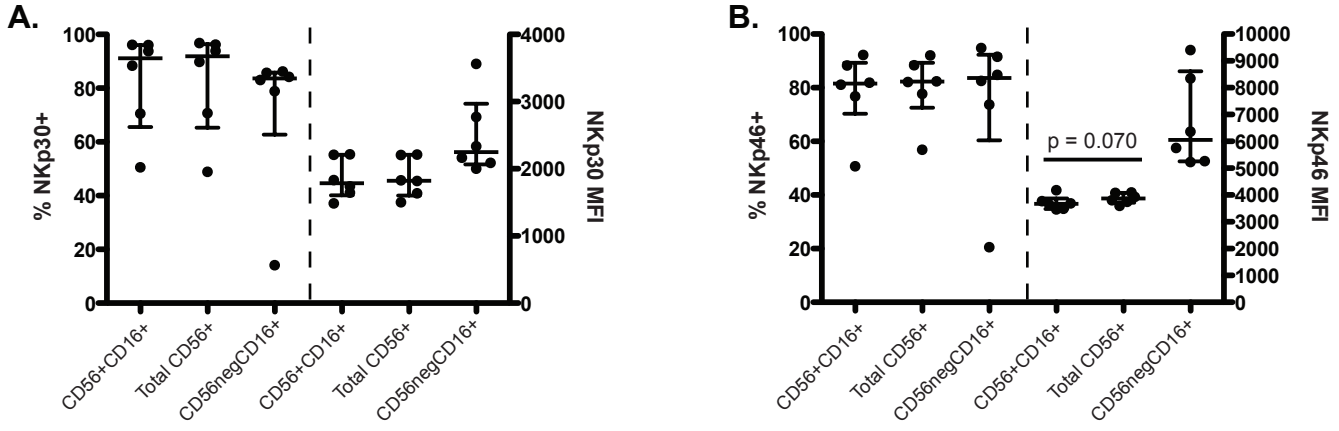 A.
100
80
60
40
20
0
% NKp30+
4000
3000
2000
1000
0
NKp30 MFI
CD56+CD16+
Total CD56+
CD56negCD16+
CD56+CD16+
Total CD56+
CD56negCD16+
B.
100
80
60
40
20
0
% NKp46+
p = 0.070
10000
9000
8000
7000
6000
5000
4000
3000
2000
1000
0
NKp46 MFI
CD56+CD16+
Total CD56+
CD56negCD16+
CD56+CD16+
Total CD56+
CD56negCD16+